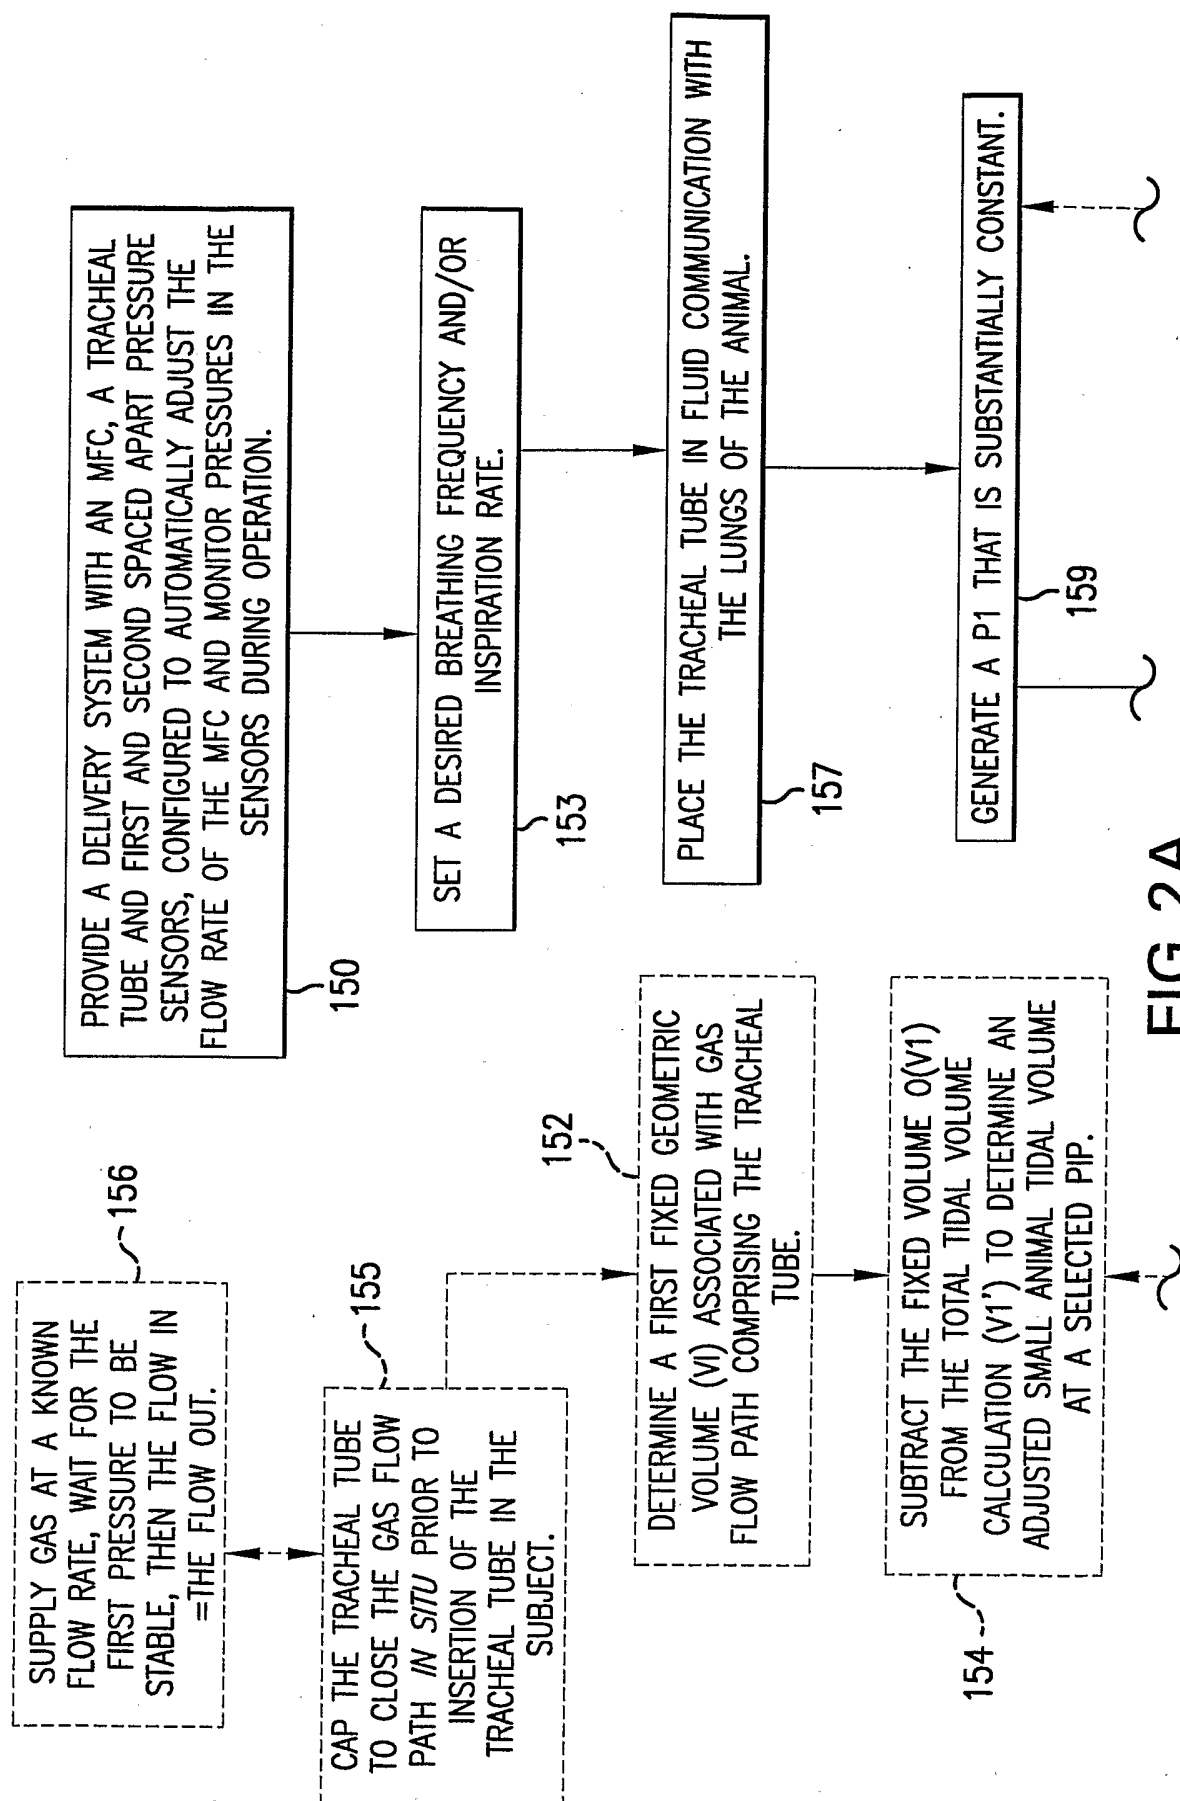 PROVIDE A DELIVERY SYSTEM WITH AN MFC, A TRACHEAL
TUBE AND FIRST AND SECOND SPACED APART PRESSURE
SENSORS, CONFIGURED TO AUTOMATICALLY ADJUST THE
FLOW RATE OF THE MFC AND MONITOR PRESSURES IN THE
SENSORS DURING OPERATION.
150
SET A DESIRED BREATHING FREQUENCY AND/OR
INSPIRATION RATE.
153
PLACE THE TRACHEAL TUBE IN FLUID COMMUNICATION WITH
THE LUNGS OF THE ANIMAL.
157
GENERATE A P1 THAT IS SUBSTANTIALLY CONSTANT.
159
SUPPLY GAS AT A KNOWN
FLOW RATE, WAIT FOR THE
FIRST PRESSURE TO BE
STABLE, THEN THE FLOW IN
=THE FLOW OUT.
156
CAP THE TRACHEAL TUBE
TO CLOSE THE GAS FLOW
PATH IN SITU PRIOR TO
INSERTION OF THE
TRACHEAL TUBE IN THE
SUBJECT.
155
DETERMINE A FIRST FIXED GEOMETRIC
VOLUME (VI) ASSOCIATED WITH GAS
FLOW PATH COMPRISING THE TRACHEAL
TUBE.
152
SUBTRACT THE FIXED VOLUME O(V1)
FROM THE TOTAL TIDAL VOLUME
CALCULATION (V1') TO DETERMINE AN
ADJUSTED SMALL ANIMAL TIDAL VOLUME
AT A SELECTED PIP.
154
FIG. 2A